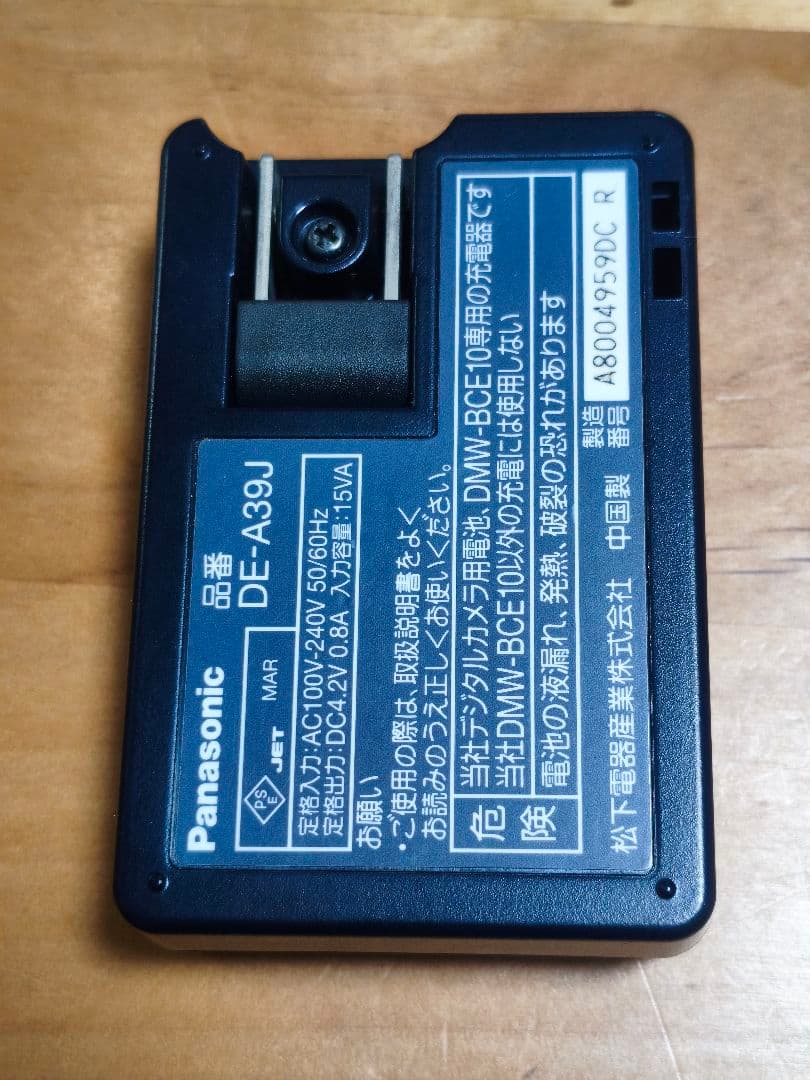 Panasonic
品番
DE-A39J
PS
E
JET
MAR
定格入力:AC100V-240V 50/60Hz
定格出力:DC4.2V 0.8A 入力容量:15VA
お願い
・ご使用の際は、取扱説明書をよく
お読みのうえ正しくお使いください。
危険
当社デジタルカメラ用電池、DMW-BCE10専用の充電器です
当社DMW-BCE10以外の充電には使用しない
電池の液漏れ、発熱、破裂の恐れがあります
松下電器産業株式会社 中国製
製造
番号
A8004959DC R